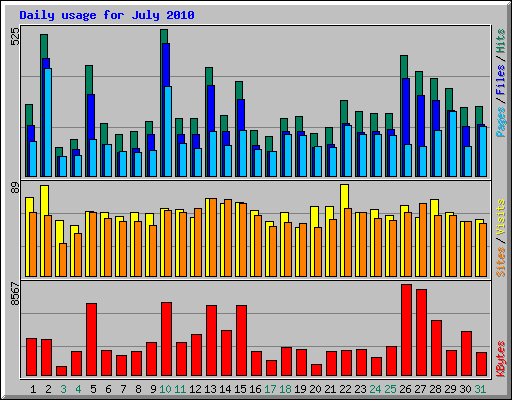 Daily usage for July 2010
525
Pages / Files / Hits
89
Sites / Visits
8567
KBytes
1 2 3 4 5 6 7 8 9 10 11 12 13 14 15 16 17 18 19 20 21 22 23 24 25 26 27 28 29 30 31